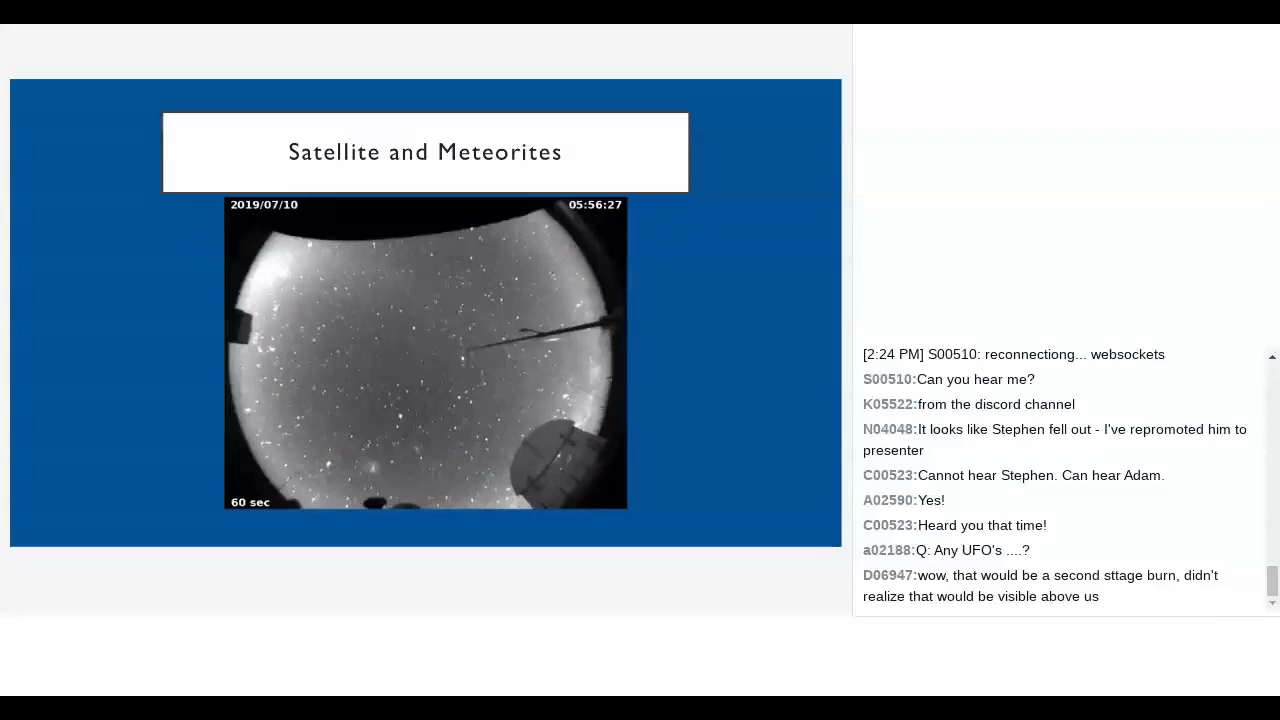 Satellite and Meteorites
2019/07/10
05:56:27
60 sec
[2:24 PM] S00510: reconnectiong... websockets
S00510:Can you hear me?
K05522:from the discord channel
N04048:It looks like Stephen fell out - I've repromoted him to
presenter
C00523:Cannot hear Stephen. Can hear Adam.
A02590:Yes!
C00523:Heard you that time!
a02188:Q: Any UFO's ....?
D06947:wow, that would be a second sttage burn, didn't
realize that would be visible above us